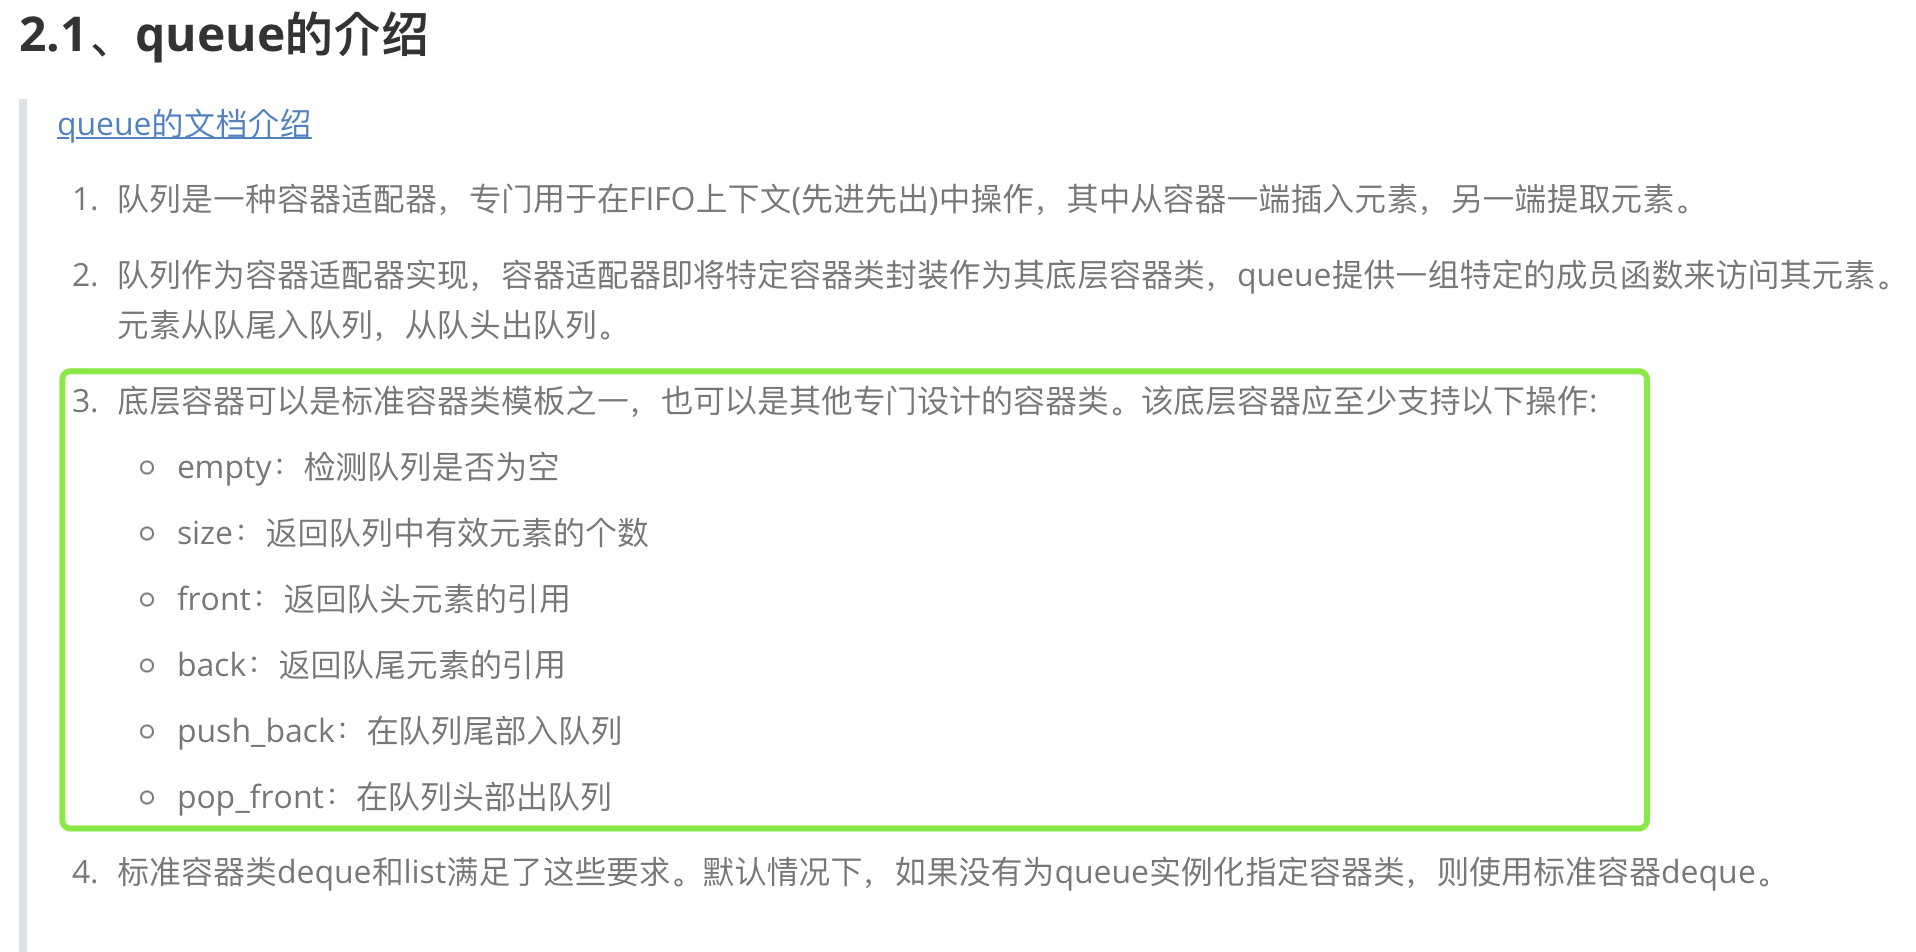 2.1、queue的介绍
queue的文档介绍
1. 队列是一种容器适配器，专门用于在FIFO上下文(先进先出)中操作，其中从容器一端插入元素，另一端提取元素。
2. 队列作为容器适配器实现，容器适配器即将特定容器类封装作为其底层容器类，queue提供一组特定的成员函数来访问其元素。
元素从队尾入队列，从队头出队列。
3. 底层容器可以是标准容器类模板之一，也可以是其他专门设计的容器类。该底层容器应至少支持以下操作:
empty：检测队列是否为空
size：返回队列中有效元素的个数
front：返回队头元素的引用
back：返回队尾元素的引用
push_back：在队列尾部入队列
pop_front：在队列头部出队列
4. 标准容器类deque和list满足了这些要求。默认情况下，如果没有为queue实例化指定容器类，则使用标准容器deque。